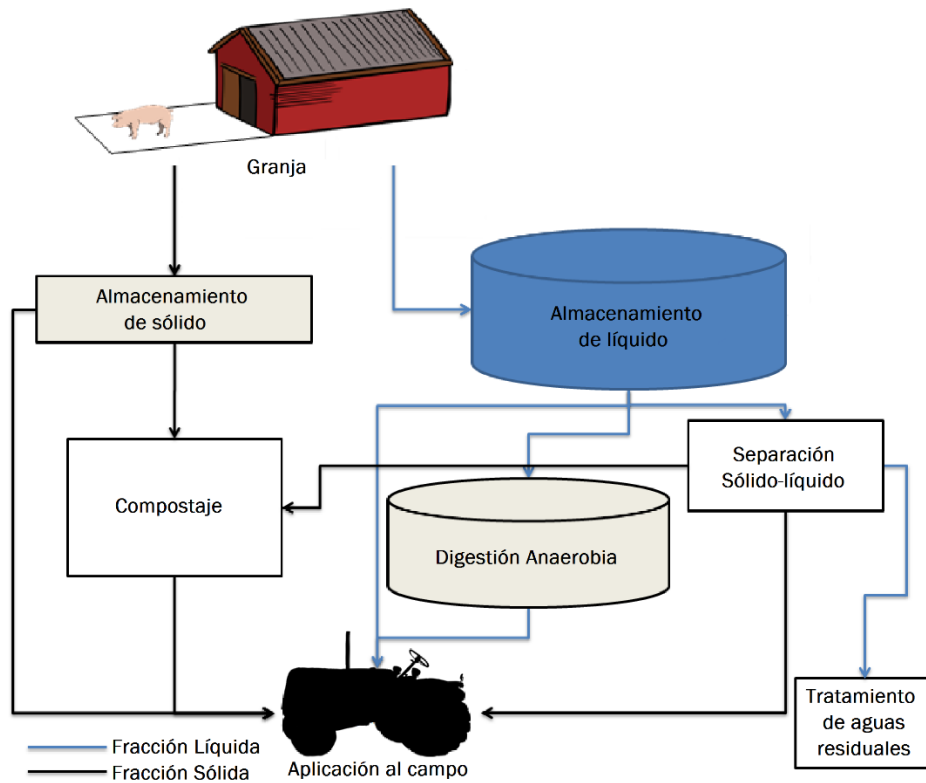 Granja
Almacenamiento
de sólido
Almacenamiento
de líquido
Separación
Sólido-líquido
Compostaje
Digestión Anaerobia
Tratamiento
de aguas
residuales
Fracción Líquida
Fracción Sólida
Aplicación al campo